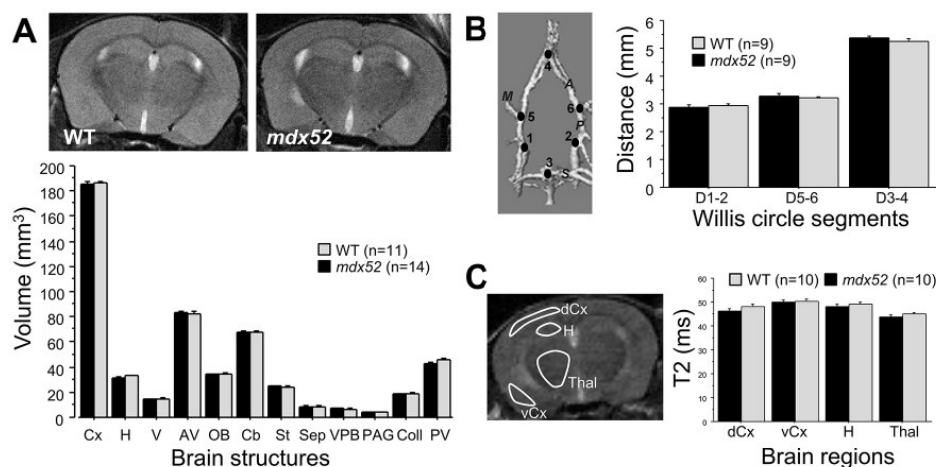 A
WT
mdx52
Volume (mm³)
200
180
160
140
120
100
80
60
40
20
0
WT (n=11)
mdx52 (n=14)
Cx H V AV OB Cb St Sep VPB PAG Coll PV
Brain structures
B
4
A
M
6
5
P
1
2
3
S
Distance (mm)
6
5
4
3
2
1
0
WT (n=9)
mdx52 (n=9)
D1-2 D5-6 D3-4
Willis circle segments
C
dCx
H
Thal
vCx
T2 (ms)
WT (n=10) mdx52 (n=10)
60
50
40
30
20
10
0
dCx vCx H Thal
Brain regions